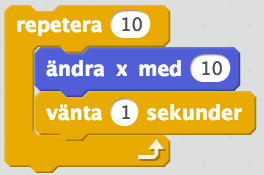 repetera 10
ändra x med 10
vänta 1 sekunder